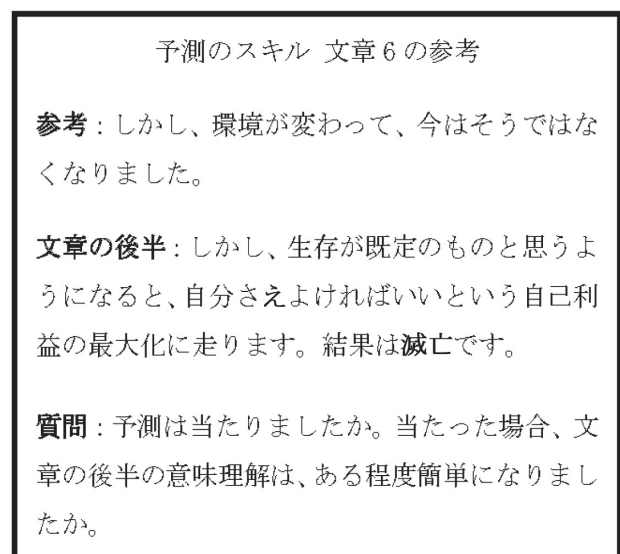 予測のスキル 文章6の参考
参考:しかし、環境が変わって、今はそうではな
くなりました。
文章の後半:しかし、生存が既定のものと思うよ
うになると、自分さえよければいいという自己利
益の最大化に走ります。結果は滅亡です。
質問:予測は当たりましたか。当たった場合、文
章の後半の意味理解は、ある程度簡単になりまし
たか。